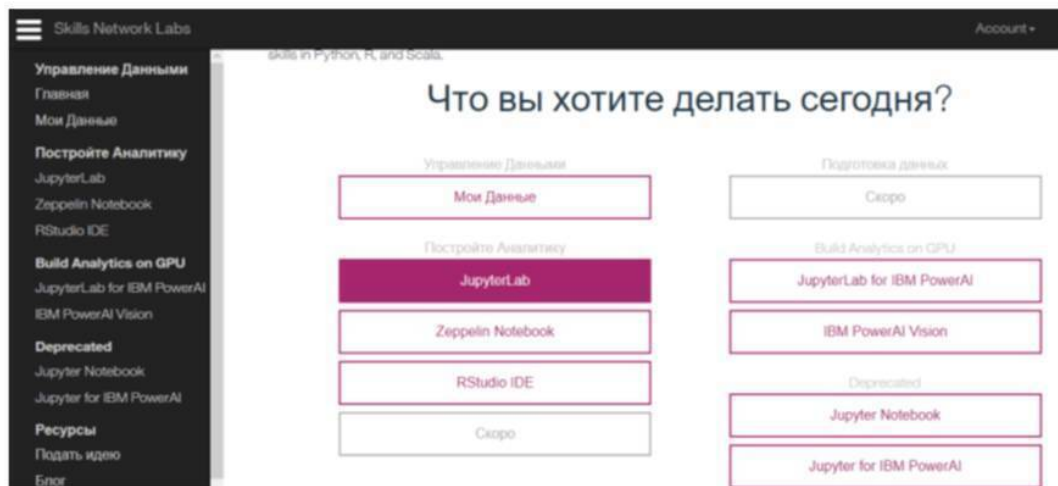 Skills Network Labs
Account
Управление Данными
Главная
Мои Данные
Постройте Аналитику
JupyterLab
Zeppelin Notebook
RStudio IDE
Build Analytics on GPU
JupyterLab for IBM PowerAI
IBM PowerAI Vision
Deprecated
Jupyter Notebook
Jupyter for IBM PowerAI
Ресурсы
Подать идею
Блог
skills in Python, R, and Scala.
Что вы хотите делать сегодня?
Управление Данными
Мои Данные
Постройте Аналитику
JupyterLab
Zeppelin Notebook
RStudio IDE
Скоро
Подготовка данных
Скоро
Build Analytics on GPU
JupyterLab for IBM PowerAI
IBM PowerAI Vision
Deprecated
Jupyter Notebook
Jupyter for IBM PowerAI